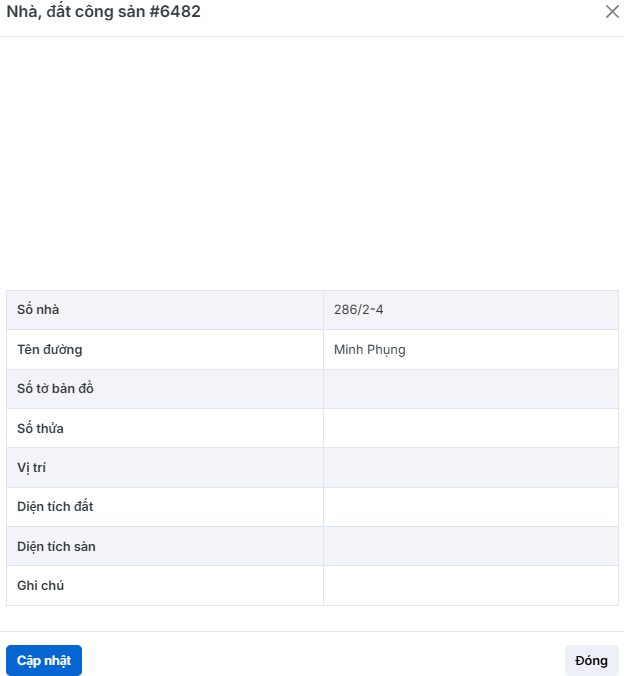 Nhà, đất công sản #6482
Số nhà 286/2-4
Tên đường Minh Phụng
Số tờ bản đồ
Số thửa
Vị trí
Diện tích đất
Diện tích sàn
Ghi chú
Cập nhật Đóng